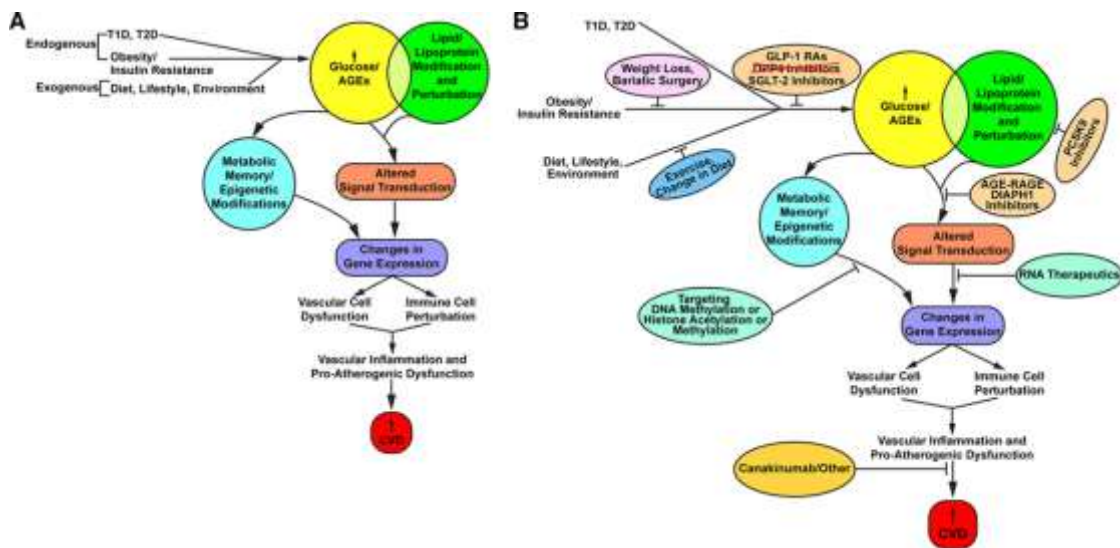 A
Endogenous
T1D, T2D
Obesity/
Insulin Resistance
Exogenous
Diet, Lifestyle, Environment
↑
Glucose/
AGEs
Lipid/
Lipoprotein
Modification
and
Perturbation
Metabolic
Memory/
Epigenetic
Modifications
Altered
Signal Transduction
Changes in
Gene Expression
Vascular Cell
Dysfunction
Immune Cell
Perturbation
Vascular Inflammation and
Pro-Atherogenic Dysfunction
↑
CVD
B
T1D, T2D
Weight Loss,
Bariatic Surgery
GLP-1 RAs
DPP4 Inhibitors
SGLT-2 Inhibitors
Obesity/
Insulin Resistance
Diet, Lifestyle,
Environment
Exercise
Change in Diet
↑
Glucose/
AGEs
Lipid/
Lipoprotein
Modification
and
Perturbation
PCSK9
Inhibitors
AGE-RAGE
DIAPH1
Inhibitors
Metabolic
Memory/
Epigenetic
Modifications
Altered
Signal Transduction
RNA Therapeutics
Targeting
DNA Methylation or
Histone Acetylation or
Methylation
Changes in
Gene Expression
Vascular Cell
Dysfunction
Immune Cell
Perturbation
Vascular Inflammation and
Pro-Atherogenic Dysfunction
Canakinumab/Other
↑
CVD